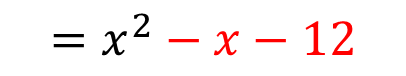 = x² − x − 12